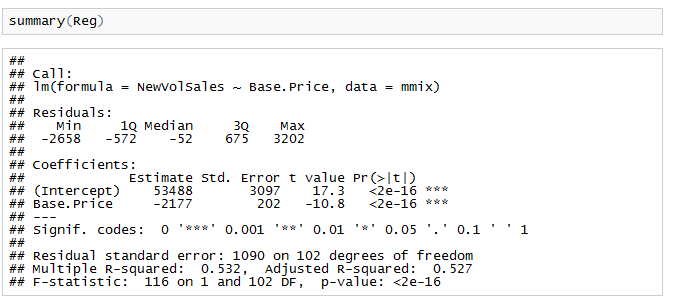 summary(Reg)
##
## Call:
## lm(formula = NewVolSales ~ Base.Price, data = mmix)
##
## Residuals:
##    Min     1Q Median     3Q    Max
##  -2658   -572    -52    675   3202
##
## Coefficients:
##             Estimate Std. Error t value Pr(>|t|)
## (Intercept)    53488       3097    17.3   <2e-16 ***
## Base.Price     -2177        202   -10.8   <2e-16 ***
## ---
## Signif. codes:  0 '***' 0.001 '**' 0.01 '*' 0.05 '.' 0.1 ' ' 1
##
## Residual standard error: 1090 on 102 degrees of freedom
## Multiple R-squared:  0.532,  Adjusted R-squared:  0.527
## F-statistic:  116 on 1 and 102 DF,  p-value: <2e-16